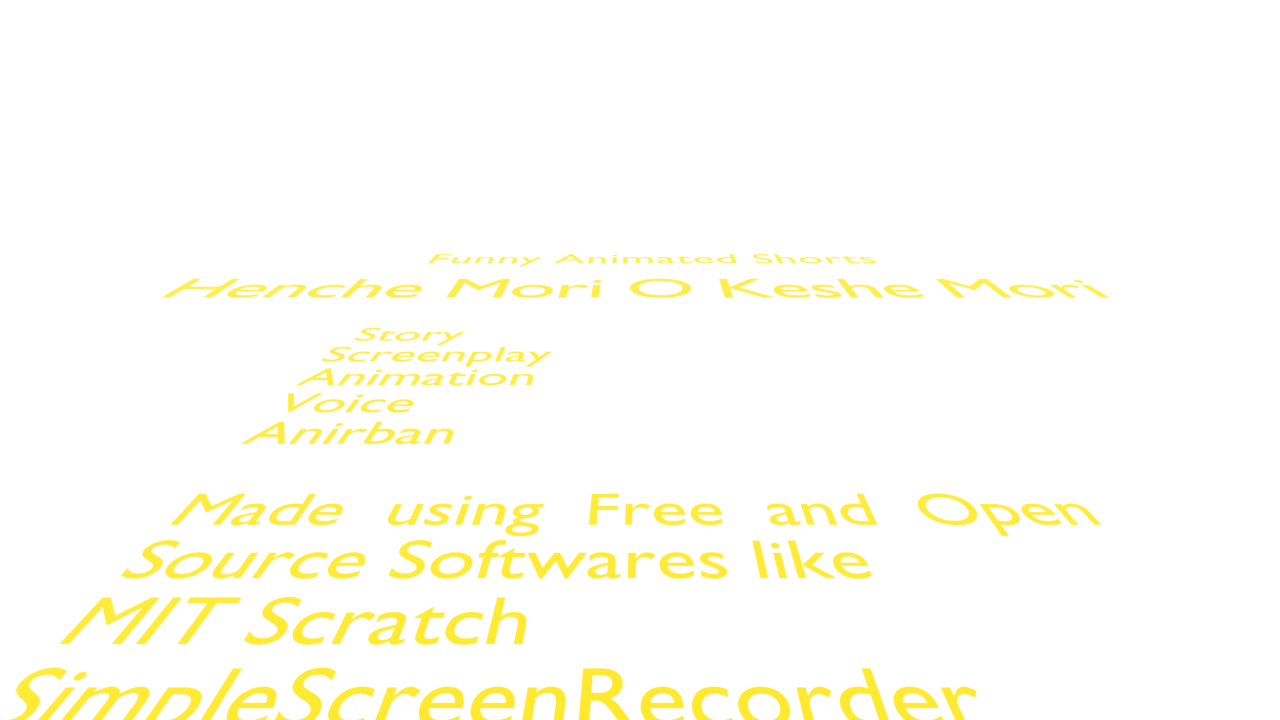 Funny Animated Shorts
Henche Mori O Keshe Mori
Story
Screenplay
Animation
Voice
Anirban
Made using Free and Open
Source Softwares like
MIT Scratch
SimpleScreenRecorder